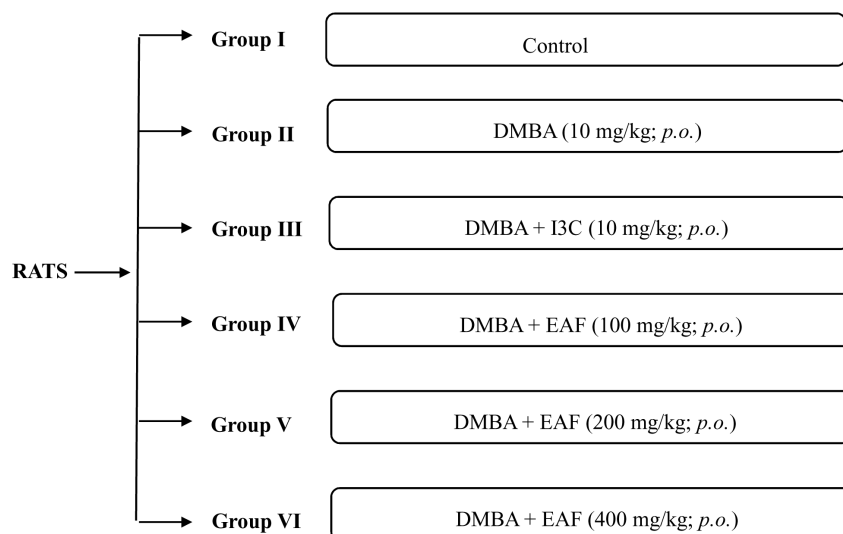 Group I Control
Group II DMBA (10 mg/kg; p.o.)
Group III DMBA + I3C (10 mg/kg; p.o.)
RATS
Group IV DMBA + EAF (100 mg/kg; p.o.)
Group V DMBA + EAF (200 mg/kg; p.o.)
Group VI DMBA + EAF (400 mg/kg; p.o.)